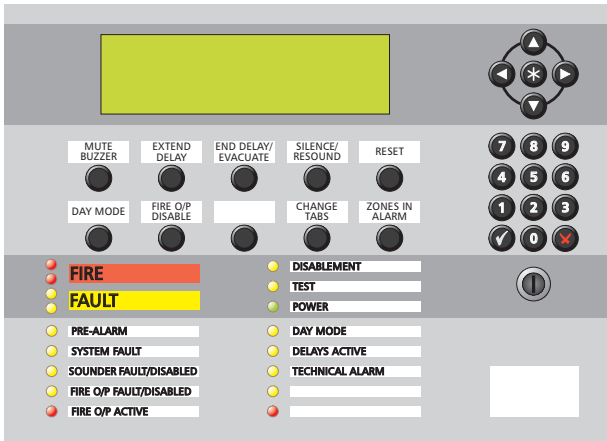 MUTE
BUZZER
EXTEND
DELAY
END DELAY/
EVACUATE
SILENCE/
RESOUND
RESET
DAY MODE
FIRE O/P
DISABLE
CHANGE
TABS
ZONES IN
ALARM
7 8 9
4 5 6
1 2 3
0
FIRE
FAULT
DISABLEMENT
TEST
POWER
PRE-ALARM
SYSTEM FAULT
SOUNDER FAULT/DISABLED
FIRE O/P FAULT/DISABLED
FIRE O/P ACTIVE
DAY MODE
DELAYS ACTIVE
TECHNICAL ALARM